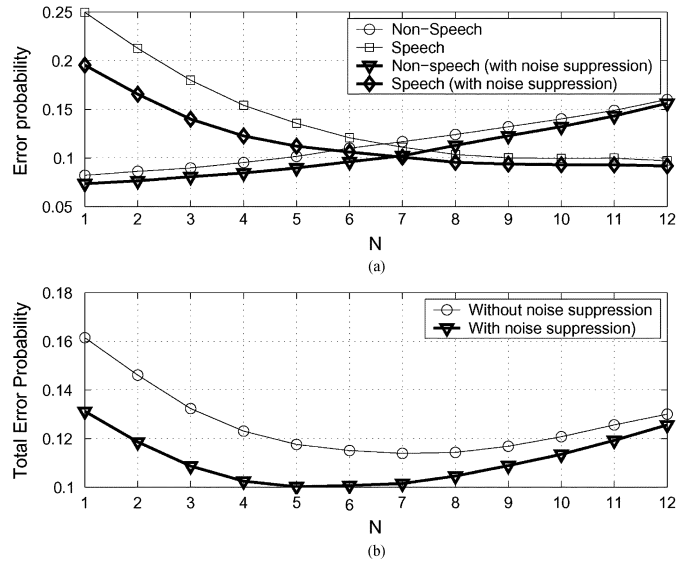 0.25
0.2
0.15
0.1
0.05
Error probability
Non-Speech
Speech
Non-speech (with noise suppression)
Speech (with noise suppression)
1 2 3 4 5 6 7 8 9 10 11 12
N
(a)
0.18
0.16
0.14
0.12
0.1
Total Error Probability
Without noise suppression
With noise suppression)
1 2 3 4 5 6 7 8 9 10 11 12
N
(b)